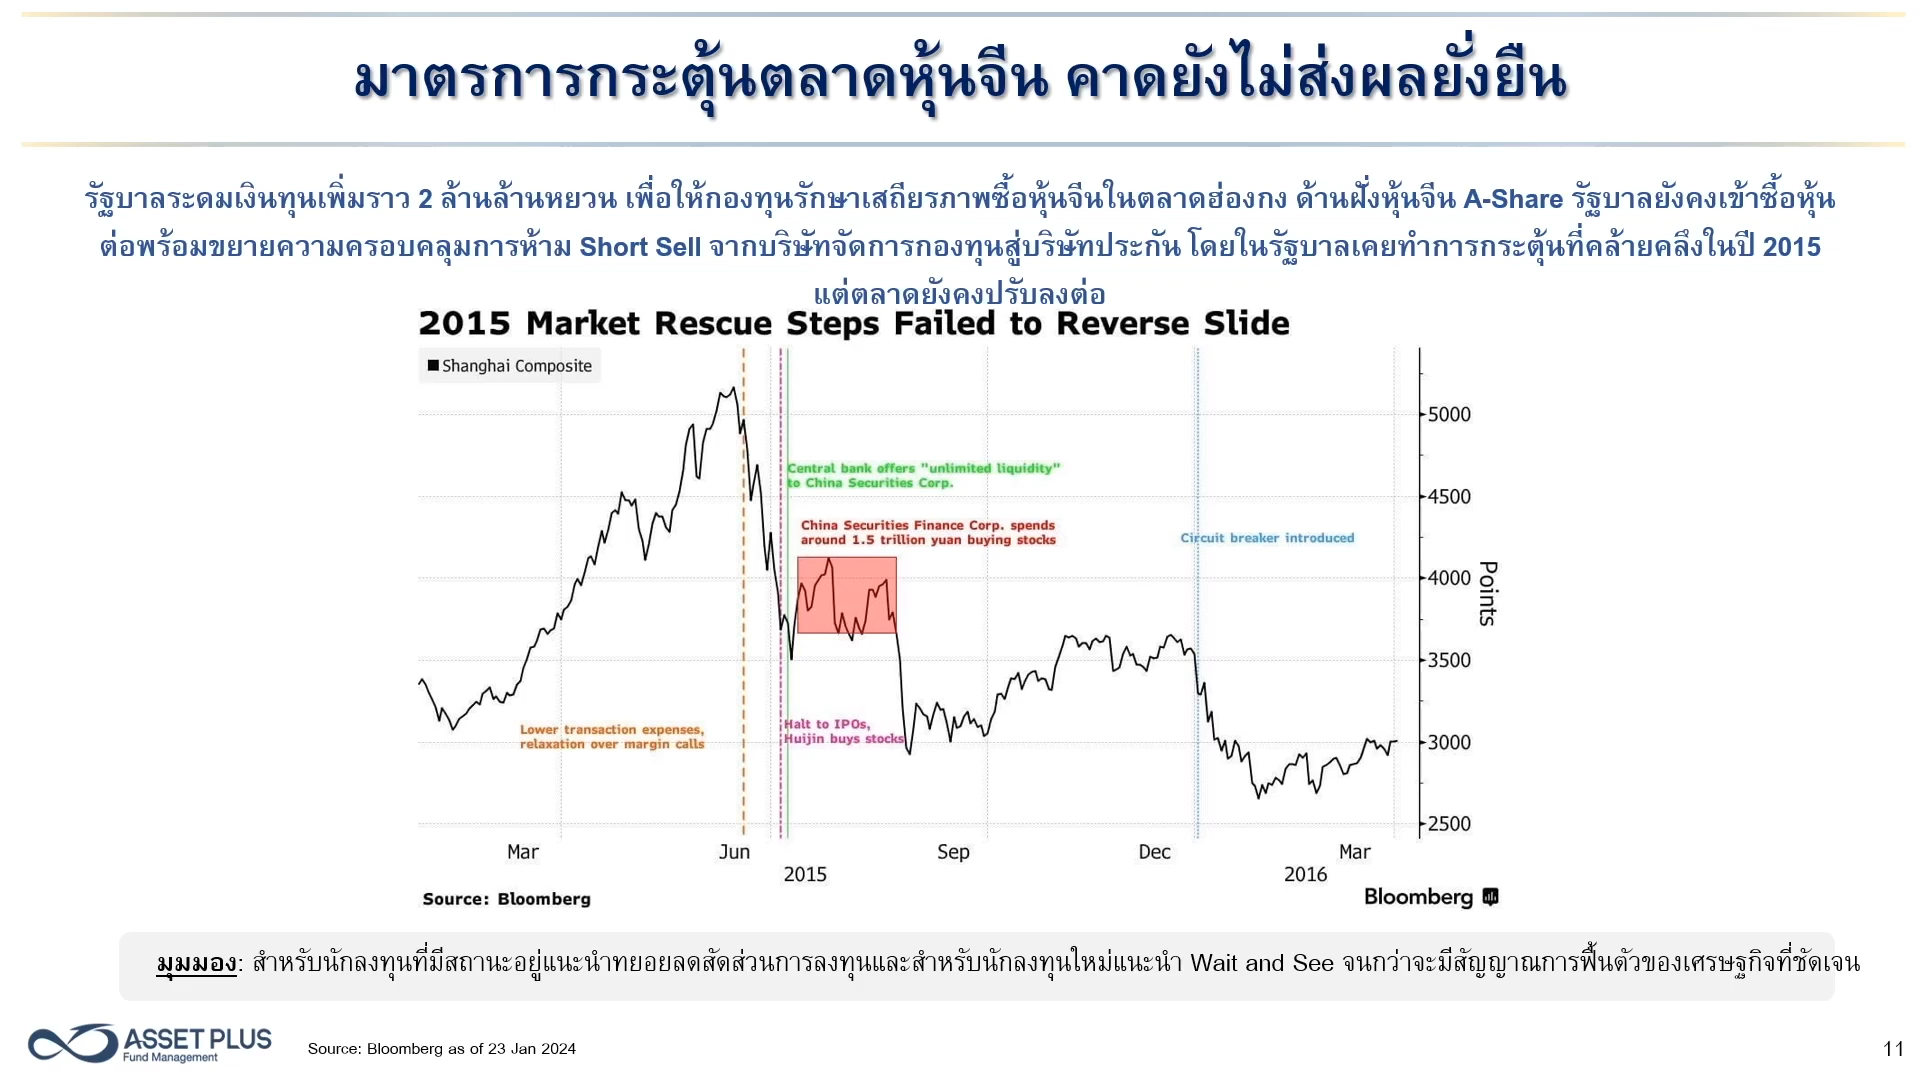 มาตรการกระตุ้นตลาดหุ้นจีน คาดยังไม่ส่งผลยั่งยืน
รัฐบาลระดมเงินทุนเพิ่มราว 2 ล้านล้านหยวน เพื่อให้กองทุนรักษาเสถียรภาพซื้อหุ้นจีนในตลาดฮ่องกง ด้านฝั่งหุ้นจีน A-Share รัฐบาลยังคงเข้าซื้อหุ้น
ต่อพร้อมขยายความครอบคลุมการห้าม Short Sell จากบริษัทจัดการกองทุนสู่บริษัทประกัน โดยในรัฐบาลเคยทำการกระตุ้นที่คล้ายคลึงในปี 2015
แต่ตลาดยังคงปรับลงต่อ
2015 Market Rescue Steps Failed to Reverse Slide
Shanghai Composite
5000
Central bank offers "unlimited liquidity"
to China Securities Corp.
4500
China Securities Finance Corp. spends
around 1.5 trillion yuan buying stocks
Circuit breaker introduced
4000
Points
3500
Lower transaction expenses,
relaxation over margin calls
Halt to IPOs,
Huijin buys stocks
3000
2500
Mar Jun Sep Dec Mar
2015 2016
Source: Bloomberg
Bloomberg
มุมมอง: สำหรับนักลงทุนที่มีสถานะอยู่แนะนำทยอยลดสัดส่วนการลงทุนและสำหรับนักลงทุนใหม่แนะนำ Wait and See จนกว่าจะมีสัญญาณการฟื้นตัวของเศรษฐกิจที่ชัดเจน
ASSET PLUS
Fund Management
Source: Bloomberg as of 23 Jan 2024
11